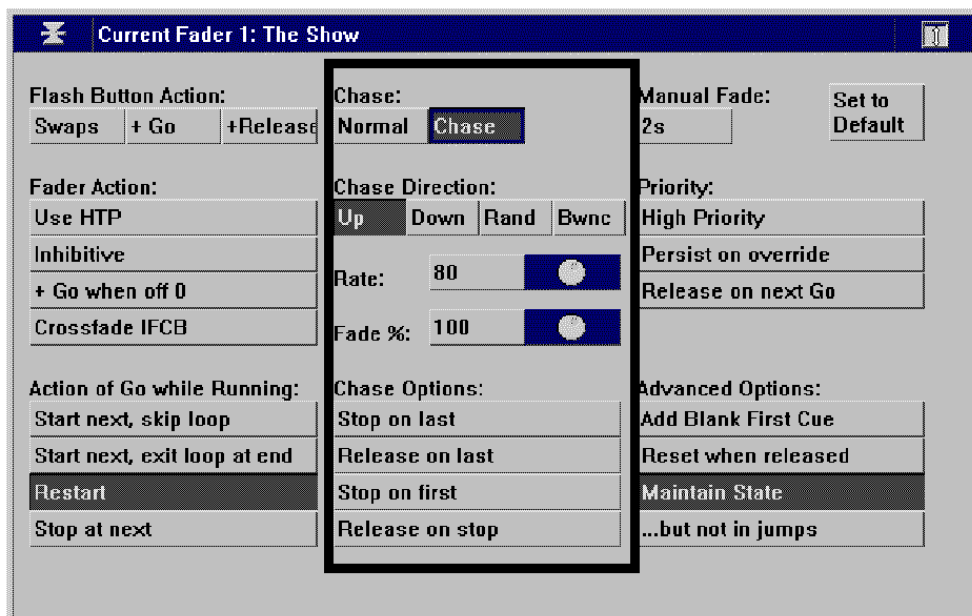 Current Fader 1: The Show
Flash Button Action:
Swaps + Go +Release
Fader Action:
Use HTP
Inhibitive
+ Go when off 0
Crossfade IFCB
Action of Go while Running:
Start next, skip loop
Start next, exit loop at end
Restart
Stop at next
Chase:
Normal Chase
Chase Direction:
Up Down Rand Bwnc
Rate: 80
Fade %: 100
Chase Options:
Stop on last
Release on last
Stop on first
Release on stop
Manual Fade:
2s
Set to
Default
Priority:
High Priority
Persist on override
Release on next Go
Advanced Options:
Add Blank First Cue
Reset when released
Maintain State
...but not in jumps